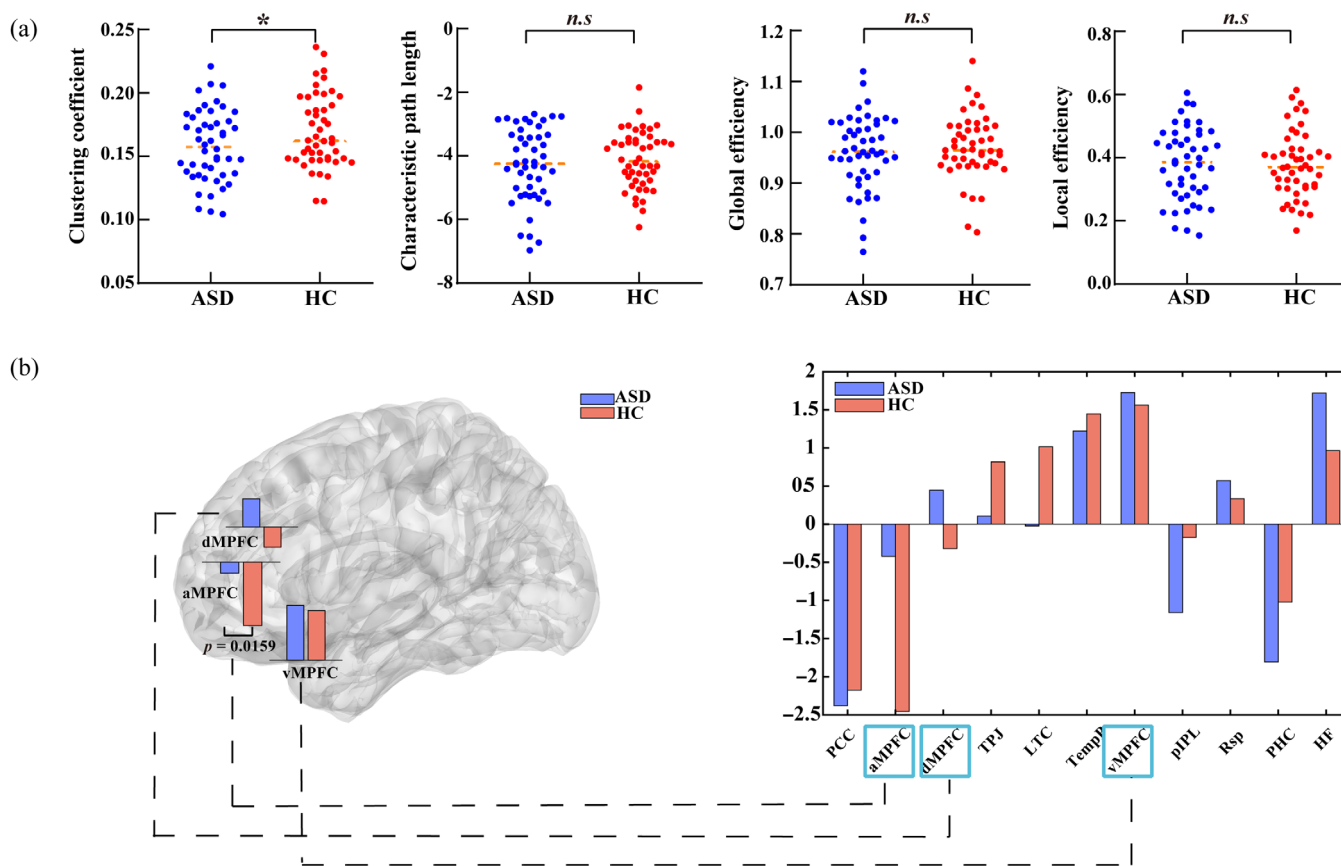 (a)
Clustering coefficient
0.25
0.20
0.15
0.10
0.05
*
ASD
HC
Characteristic path length
0
-2
-4
-6
-8
n.s
ASD
HC
Global efficiency
1.2
1.1
1.0
0.9
0.8
0.7
n.s
ASD
HC
Local efficiency
0.8
0.6
0.4
0.2
0.0
n.s
ASD
HC
(b)
ASD
HC
dMPFC
aMPFC
p = 0.0159
vMPFC
ASD
HC
2
1.5
1
05
0
−05
−1
−1.5
−2
−2.5
PCC
aMPFC
dMPFC
TPJ
LTC
TempP
vMPFC
pIPL
Rsp
PHC
HF